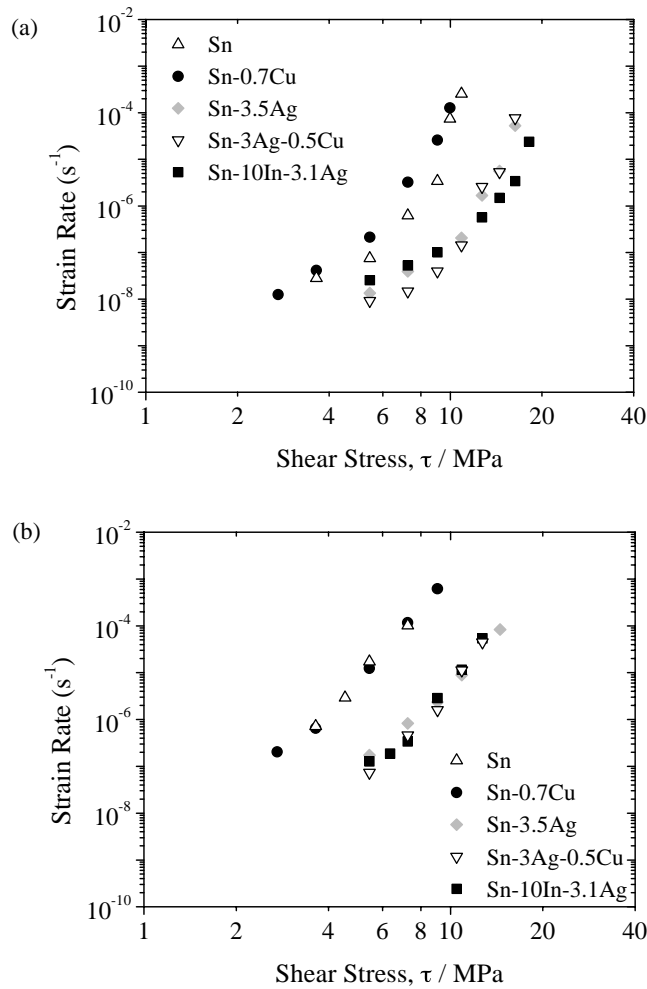 (a)
10⁻²
10⁻⁴
10⁻⁶
10⁻⁸
10⁻¹⁰
Strain Rate (s⁻¹)
Sn
Sn-0.7Cu
Sn-3.5Ag
Sn-3Ag-0.5Cu
Sn-10In-3.1Ag
1 2 4 6 8 10 20 40
Shear Stress, τ / MPa
(b)
10⁻²
10⁻⁴
10⁻⁶
10⁻⁸
10⁻¹⁰
Strain Rate (s⁻¹)
Sn
Sn-0.7Cu
Sn-3.5Ag
Sn-3Ag-0.5Cu
Sn-10In-3.1Ag
1 2 4 6 8 10 20 40
Shear Stress, τ / MPa